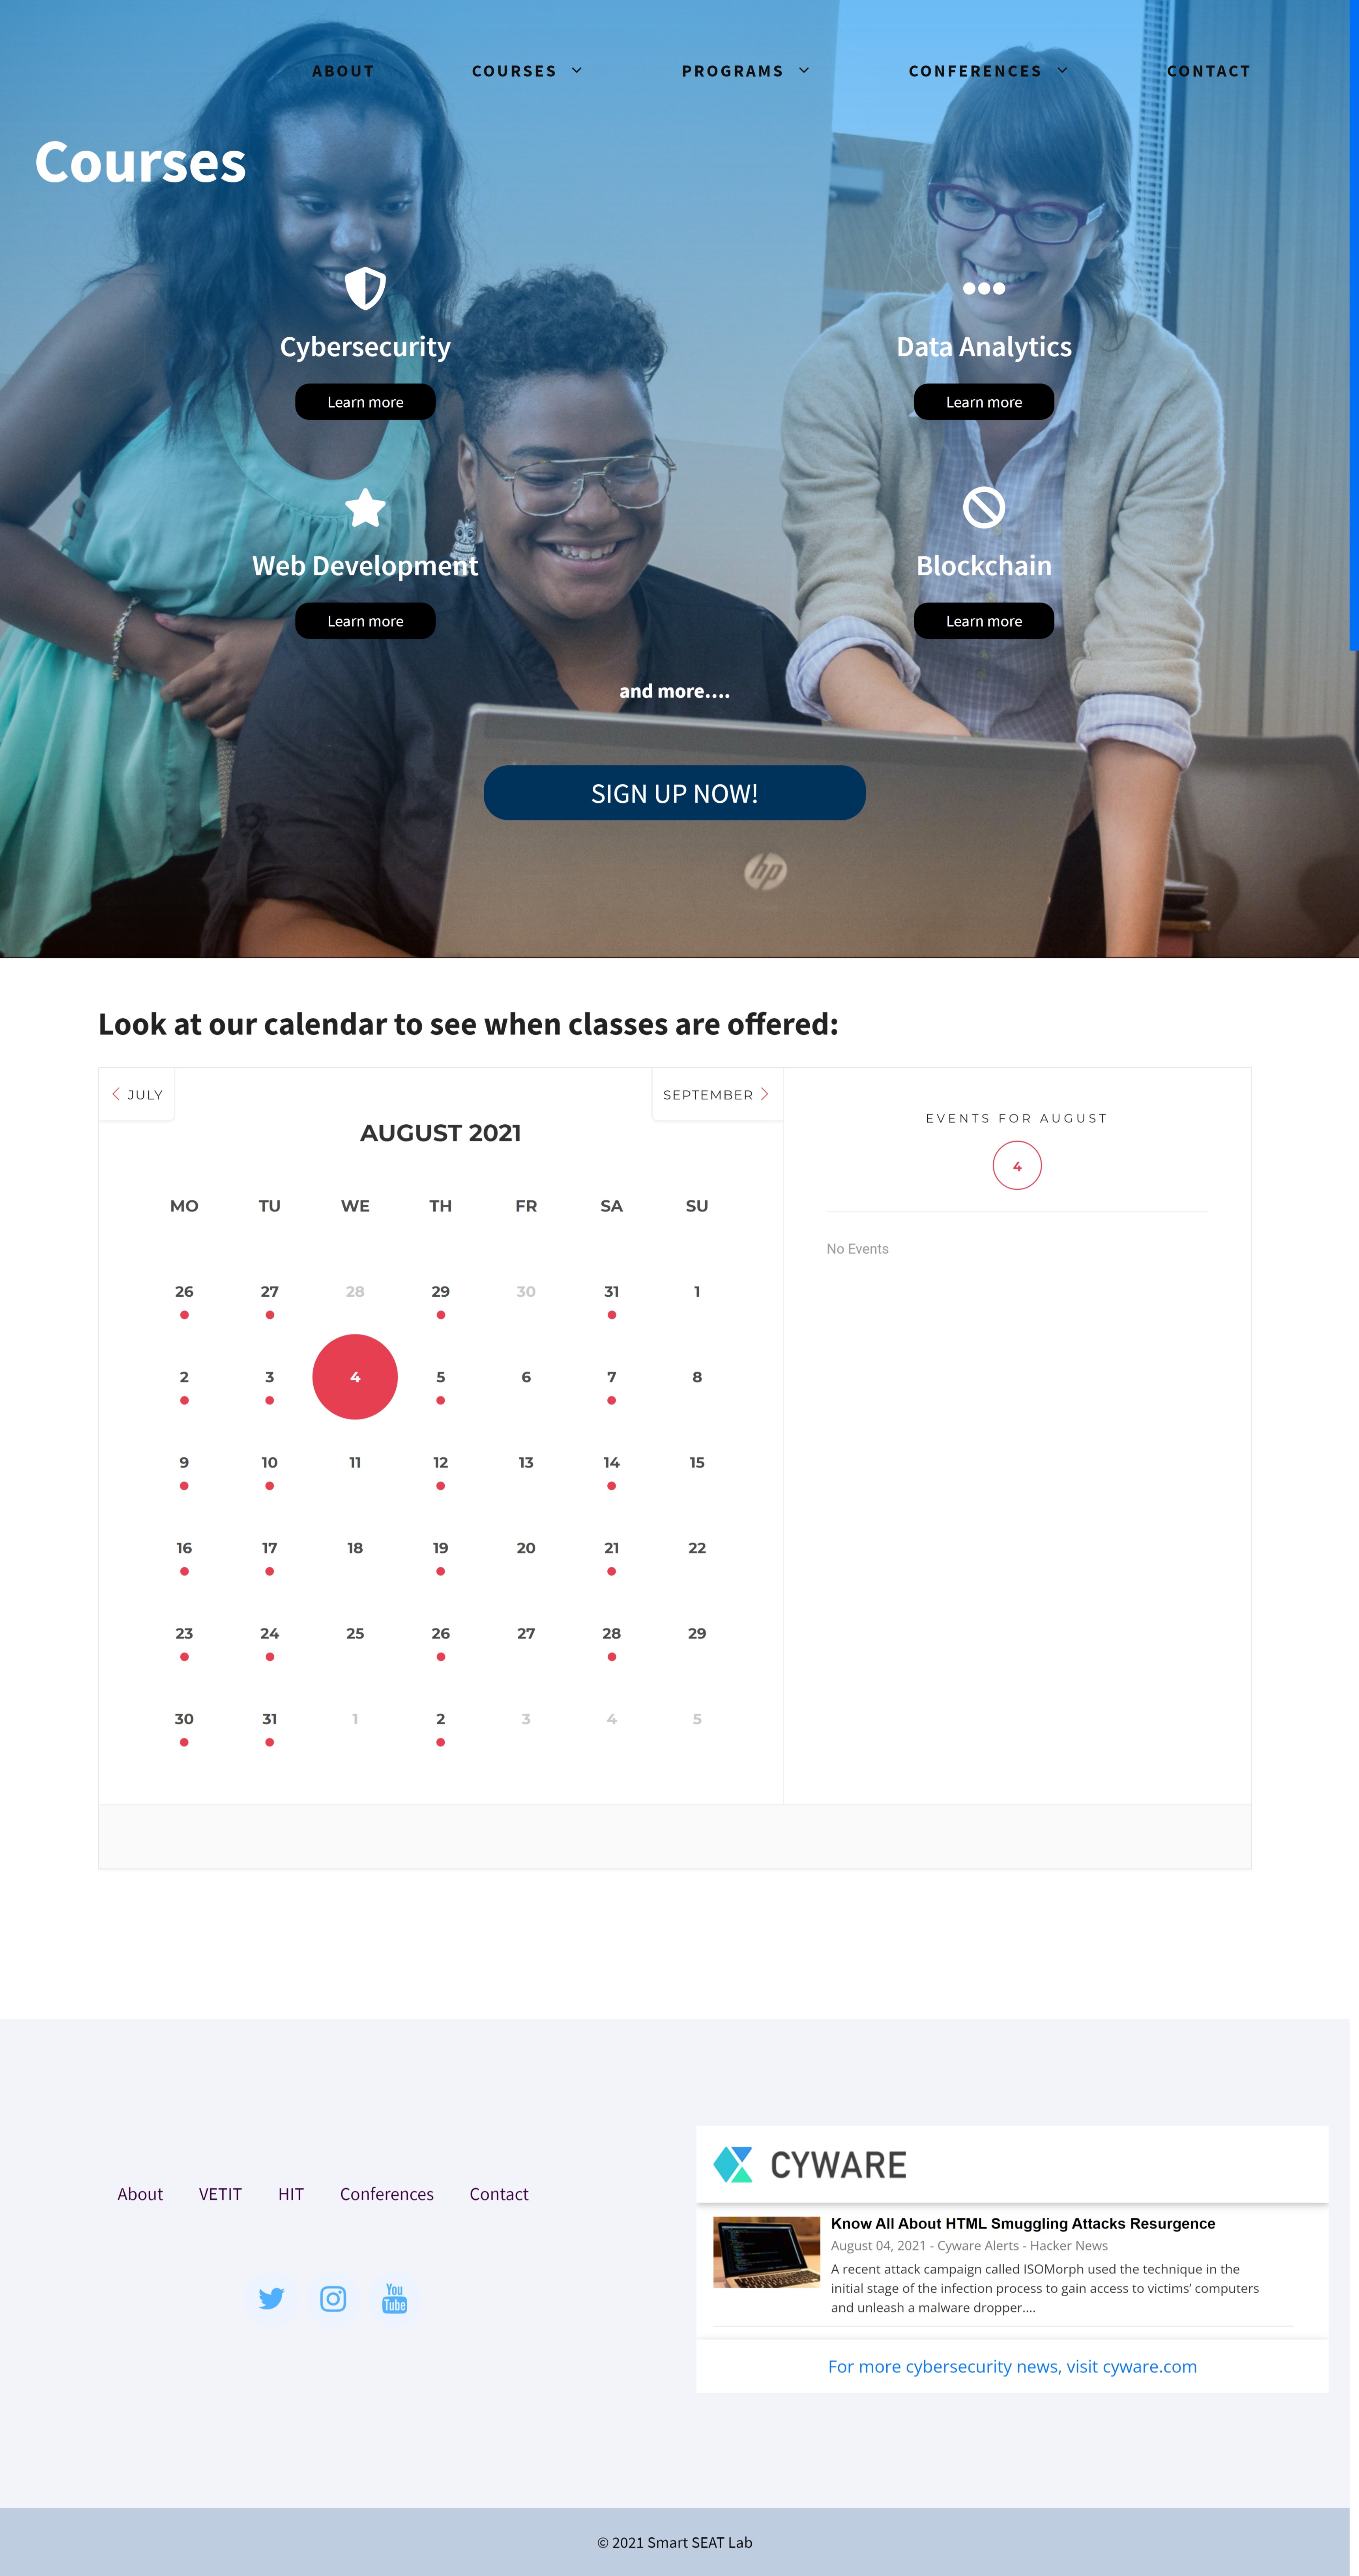 ABOUT COURSES PROGRAMS CONFERENCES CONTACT
Courses
Cybersecurity Data Analytics
Learn more Learn more
Web Development Blockchain
Learn more Learn more
and more....
SIGN UP NOW!
hp
Look at our calendar to see when classes are offered:
JULY SEPTEMBER
AUGUST 2021
MO TU WE TH FR SA SU
26 27 28 29 30 31 1
2 3 4 5 6 7 8
9 10 11 12 13 14 15
16 17 18 19 20 21 22
23 24 25 26 27 28 29
30 31 1 2 3 4 5
EVENTS FOR AUGUST
4
No Events
About VETIT HIT Conferences Contact
You
Tube
CYWARE
Know All About HTML Smuggling Attacks Resurgence
August 04, 2021 - Cyware Alerts - Hacker News
A recent attack campaign called ISOMorph used the technique in the
initial stage of the infection process to gain access to victims’ computers
and unleash a malware dropper....
For more cybersecurity news, visit cyware.com
© 2021 Smart SEAT Lab